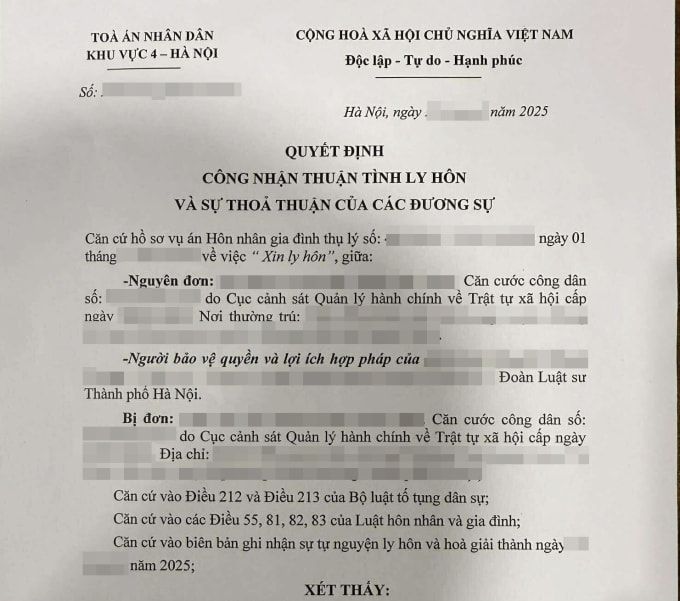 TOÀ ÁN NHÂN DÂN
KHU VỰC 4 – HÀ NỘI
Số:
CỘNG HOÀ XÃ HỘI CHỦ NGHĨA VIỆT NAM
Độc lập - Tự do - Hạnh phúc
Hà Nội, ngày năm 2025
QUYẾT ĐỊNH
CÔNG NHẬN THUẬN TÌNH LY HÔN
VÀ SỰ THOẢ THUẬN CỦA CÁC ĐƯƠNG SỰ
Căn cứ hồ sơ vụ án Hôn nhân gia đình thụ lý số: ngày 01
tháng về việc “ Xin ly hôn”, giữa:
-Nguyên đơn: Căn cước công dân
số: do Cục cảnh sát Quản lý hành chính về Trật tự xã hội cấp
ngày Nơi thường trú:
-Người bảo vệ quyền và lợi ích hợp pháp của
Đoàn Luật sư
Thành phố Hà Nội.
Bị đơn: Căn cước công dân số:
do Cục cảnh sát Quản lý hành chính về Trật tự xã hội cấp ngày
Địa chỉ:
Căn cứ vào Điều 212 và Điều 213 của Bộ luật tố tụng dân sự;
Căn cứ vào các Điều 55, 81, 82, 83 của Luật hôn nhân và gia đình;
Căn cứ vào biên bản ghi nhận sự tự nguyện ly hôn và hoà giải thành ngày
năm 2025;
XÉT THẤY: